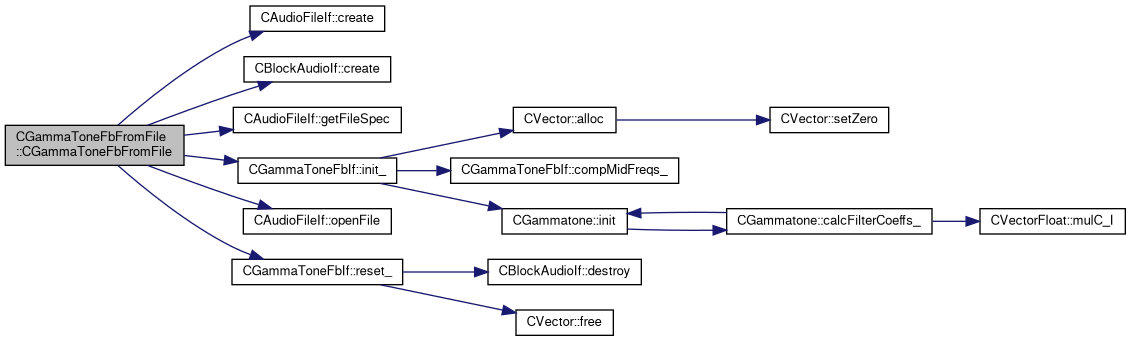 CAudioFileIf::create
CBlockAudioIf::create
CAudioFileIf::getFileSpec
CVector::alloc
CVector::setZero
CGammaToneFbFromFile
::CGammaToneFbFromFile
CGammaToneFbIf::init_
CGammaToneFbIf::compMidFreqs_
CAudioFileIf::openFile
CGammatone::init
CGammatone::calcFilterCoeffs_
CVectorFloat::mulC_I
CGammaToneFbIf::reset_
CBlockAudioIf::destroy
CVector::free